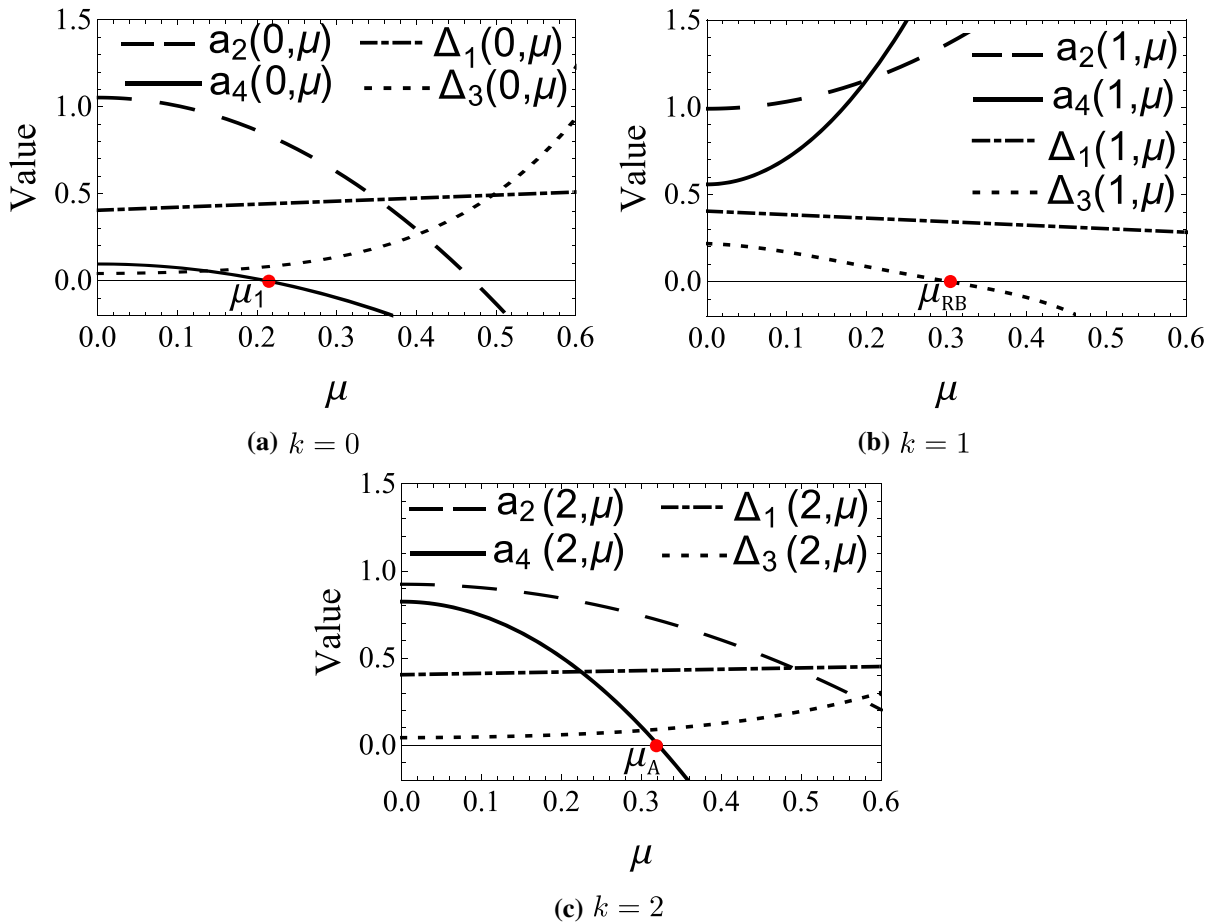 1.5
1.0
0.5
0.0
Value
a₂(0,μ)
a₄(0,μ)
Δ₁(0,μ)
Δ₃(0,μ)
μ₁
0.0 0.1 0.2 0.3 0.4 0.5 0.6
μ
(a) k = 0
1.5
1.0
0.5
0.0
Value
a₂(1,μ)
a₄(1,μ)
Δ₁(1,μ)
Δ₃(1,μ)
μRB
0.0 0.1 0.2 0.3 0.4 0.5 0.6
μ
(b) k = 1
1.5
1.0
0.5
0.0
Value
a₂ (2,μ)
a₄ (2,μ)
Δ₁ (2,μ)
Δ₃ (2,μ)
μA
0.0 0.1 0.2 0.3 0.4 0.5 0.6
μ
(c) k = 2